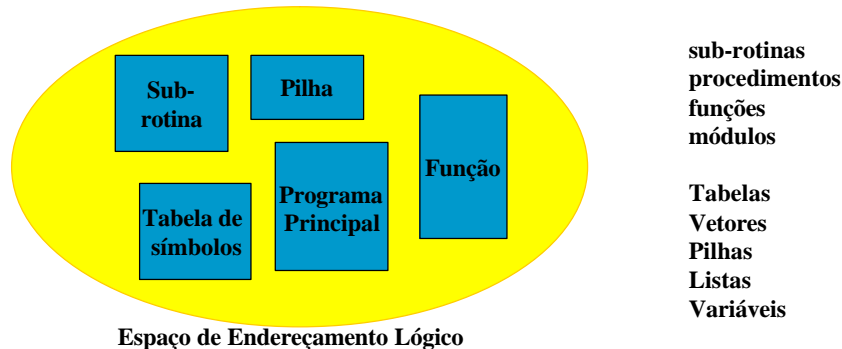 Sub-
rotina
Pilha
Função
Tabela de
símbolos
Programa
Principal
Espaço de Endereçamento Lógico
sub-rotinas
procedimentos
funções
módulos
Tabelas
Vetores
Pilhas
Listas
Variáveis